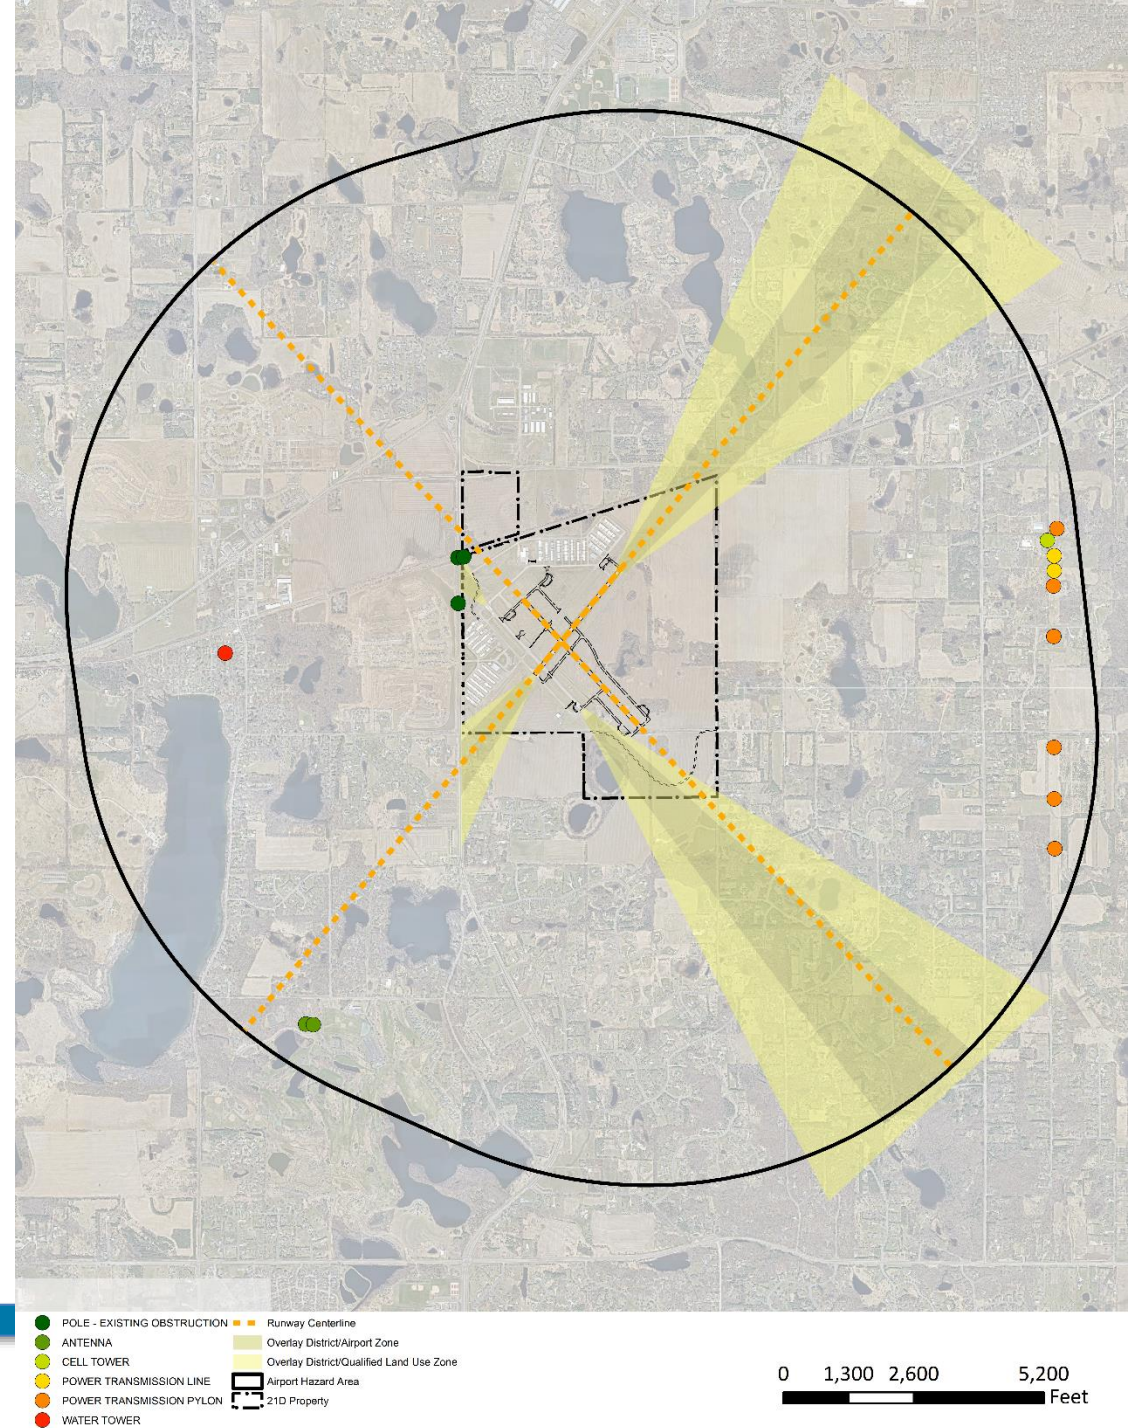 POLE - EXISTING OBSTRUCTION
ANTENNA
CELL TOWER
POWER TRANSMISSION LINE
POWER TRANSMISSION PYLON
WATER TOWER
Runway Centerline
Overlay District/Airport Zone
Overlay District/Qualified Land Use Zone
Airport Hazard Area
21D Property
0 1,300 2,600 5,200
Feet